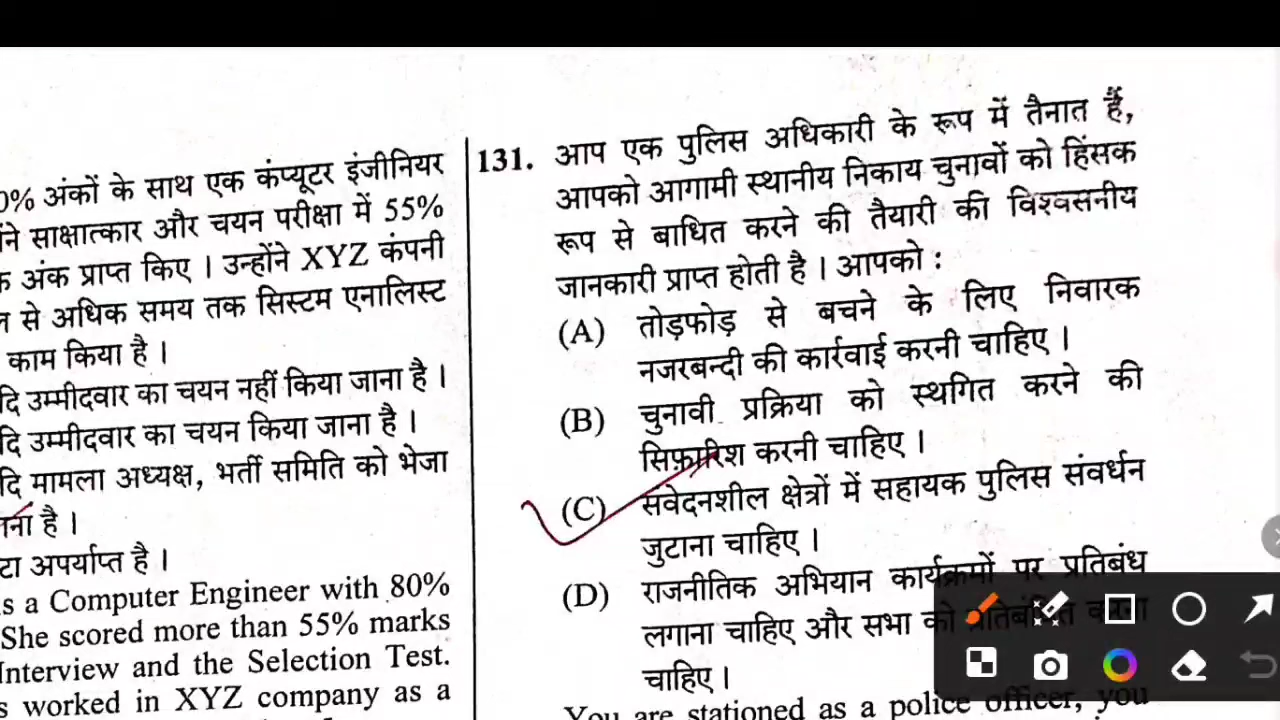 0% अंकों के साथ एक कंप्यूटर इंजीनियर
ंने साक्षात्कार और चयन परीक्षा में 55%
क अंक प्राप्त किए । उन्होंने XYZ कंपनी
से अधिक समय तक सिस्टम एनालिस्ट
काम किया है ।
दि उम्मीदवार का चयन नहीं किया जाना है ।
दि उम्मीदवार का चयन किया जाना है ।
दि मामला अध्यक्ष, भर्ती समिति को भेजा
ाना है ।
टा अपर्याप्त है ।
s a Computer Engineer with 80%
She scored more than 55% marks
Interview and the Selection Test.
s worked in XYZ company as a
131. आप एक पुलिस अधिकारी के रूप में तैनात हैं,
आपको आगामी स्थानीय निकाय चुनावों को हिंसक
रूप से बाधित करने की तैयारी की विश्वसनीय
जानकारी प्राप्त होती है । आपको :
(A) तोड़फोड़ से बचने के लिए निवारक
नजरबन्दी की कार्रवाई करनी चाहिए ।
(B) चुनावी प्रक्रिया को स्थगित करने की
सिफ़ारिश करनी चाहिए ।
(C) संवेदनशील क्षेत्रों में सहायक पुलिस संवर्धन
जुटाना चाहिए ।
(D) राजनीतिक अभियान कार्यक्रमों पर प्रतिबंध
लगाना चाहिए और सभा को प्रतिबंधित करना
चाहिए ।
You are stationed as a police officer, you